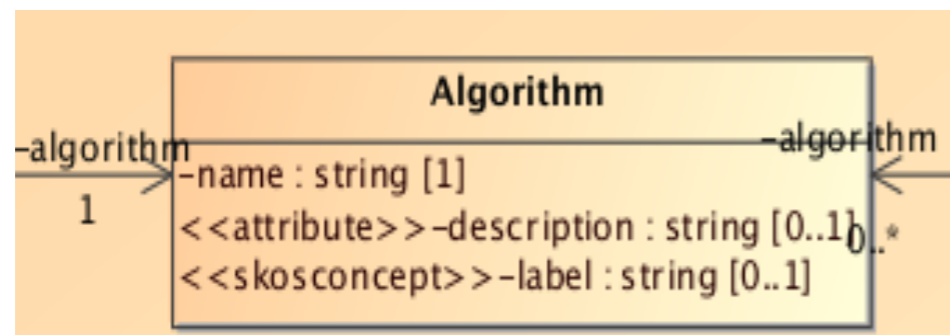 Algorithm
-algorithm
-algorithm
-name : string [1]
1
<<attribute>>-description : string [0..1]
0..*
<<skosconcept>>-label : string [0..1]